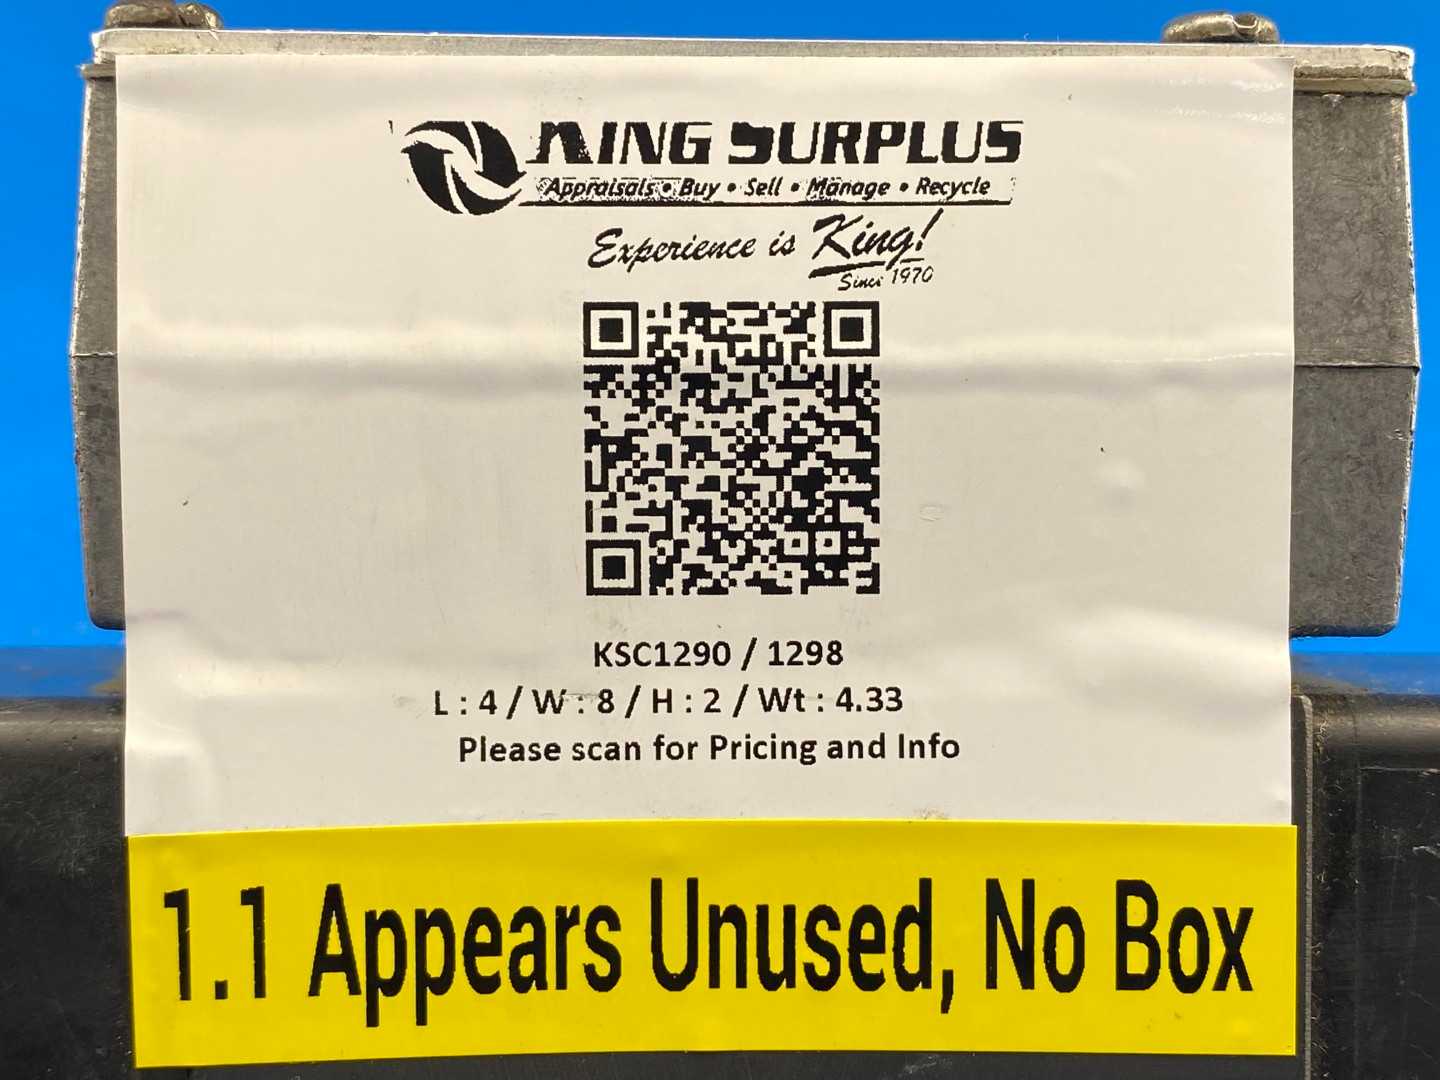 KING SURPLUS
Appraisals • Buy • Sell • Manage • Recycle
Experience is King!
Since 1970
KSC1290 / 1298
L : 4 / W : 8 / H : 2 / Wt : 4.33
Please scan for Pricing and Info
1.1 Appears Unused, No Box